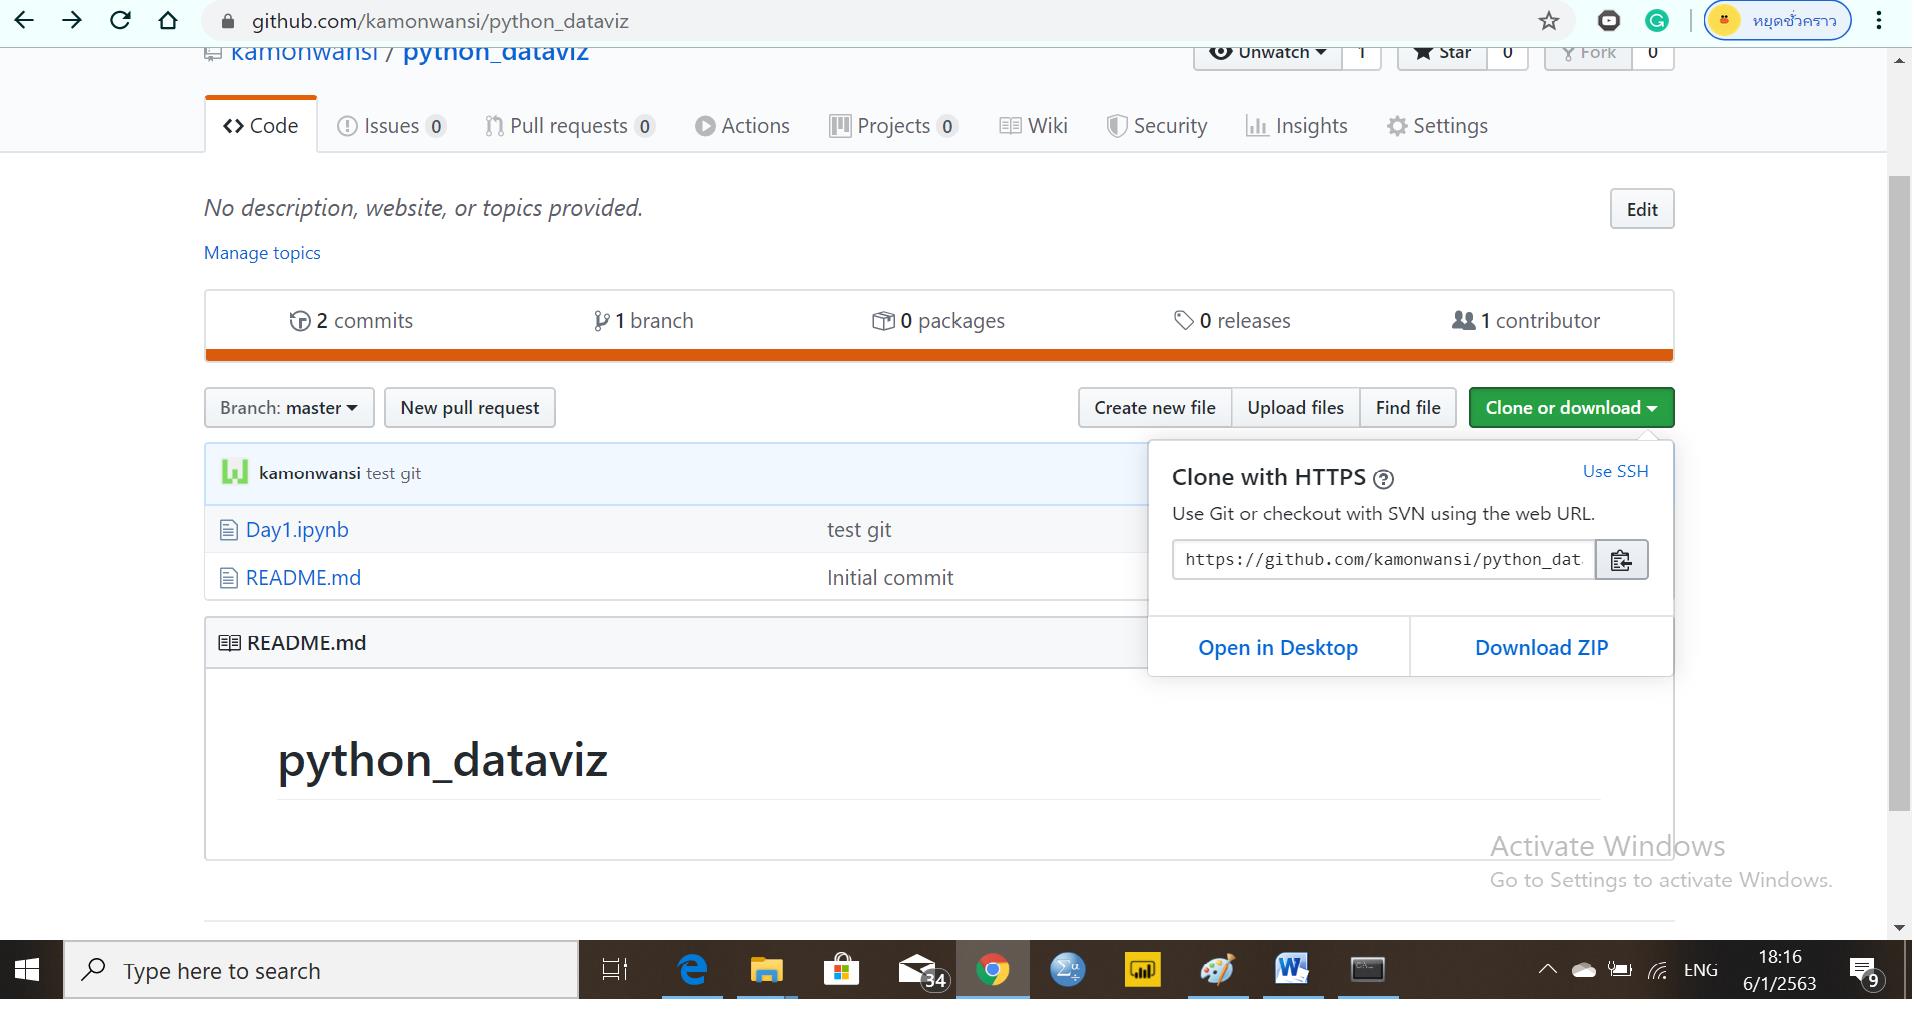 github.com/kamonwansi/python_dataviz
หยุดชั่วคราว
kamonwansi / python_dataviz
Unwatch 1 Star 0 Fork 0
Code Issues 0 Pull requests 0 Actions Projects 0 Wiki Security Insights Settings
No description, website, or topics provided.
Edit
Manage topics
2 commits 1 branch 0 packages 0 releases 1 contributor
Branch: master New pull request Create new file Upload files Find file Clone or download
kamonwansi test git
Day1.ipynb test git
README.md Initial commit
Clone with HTTPS ? Use SSH
Use Git or checkout with SVN using the web URL.
https://github.com/kamonwansi/python_dat
Open in Desktop Download ZIP
README.md
python_dataviz
Activate Windows
Go to Settings to activate Windows.
Type here to search
34
ENG
18:16
6/1/2563
9